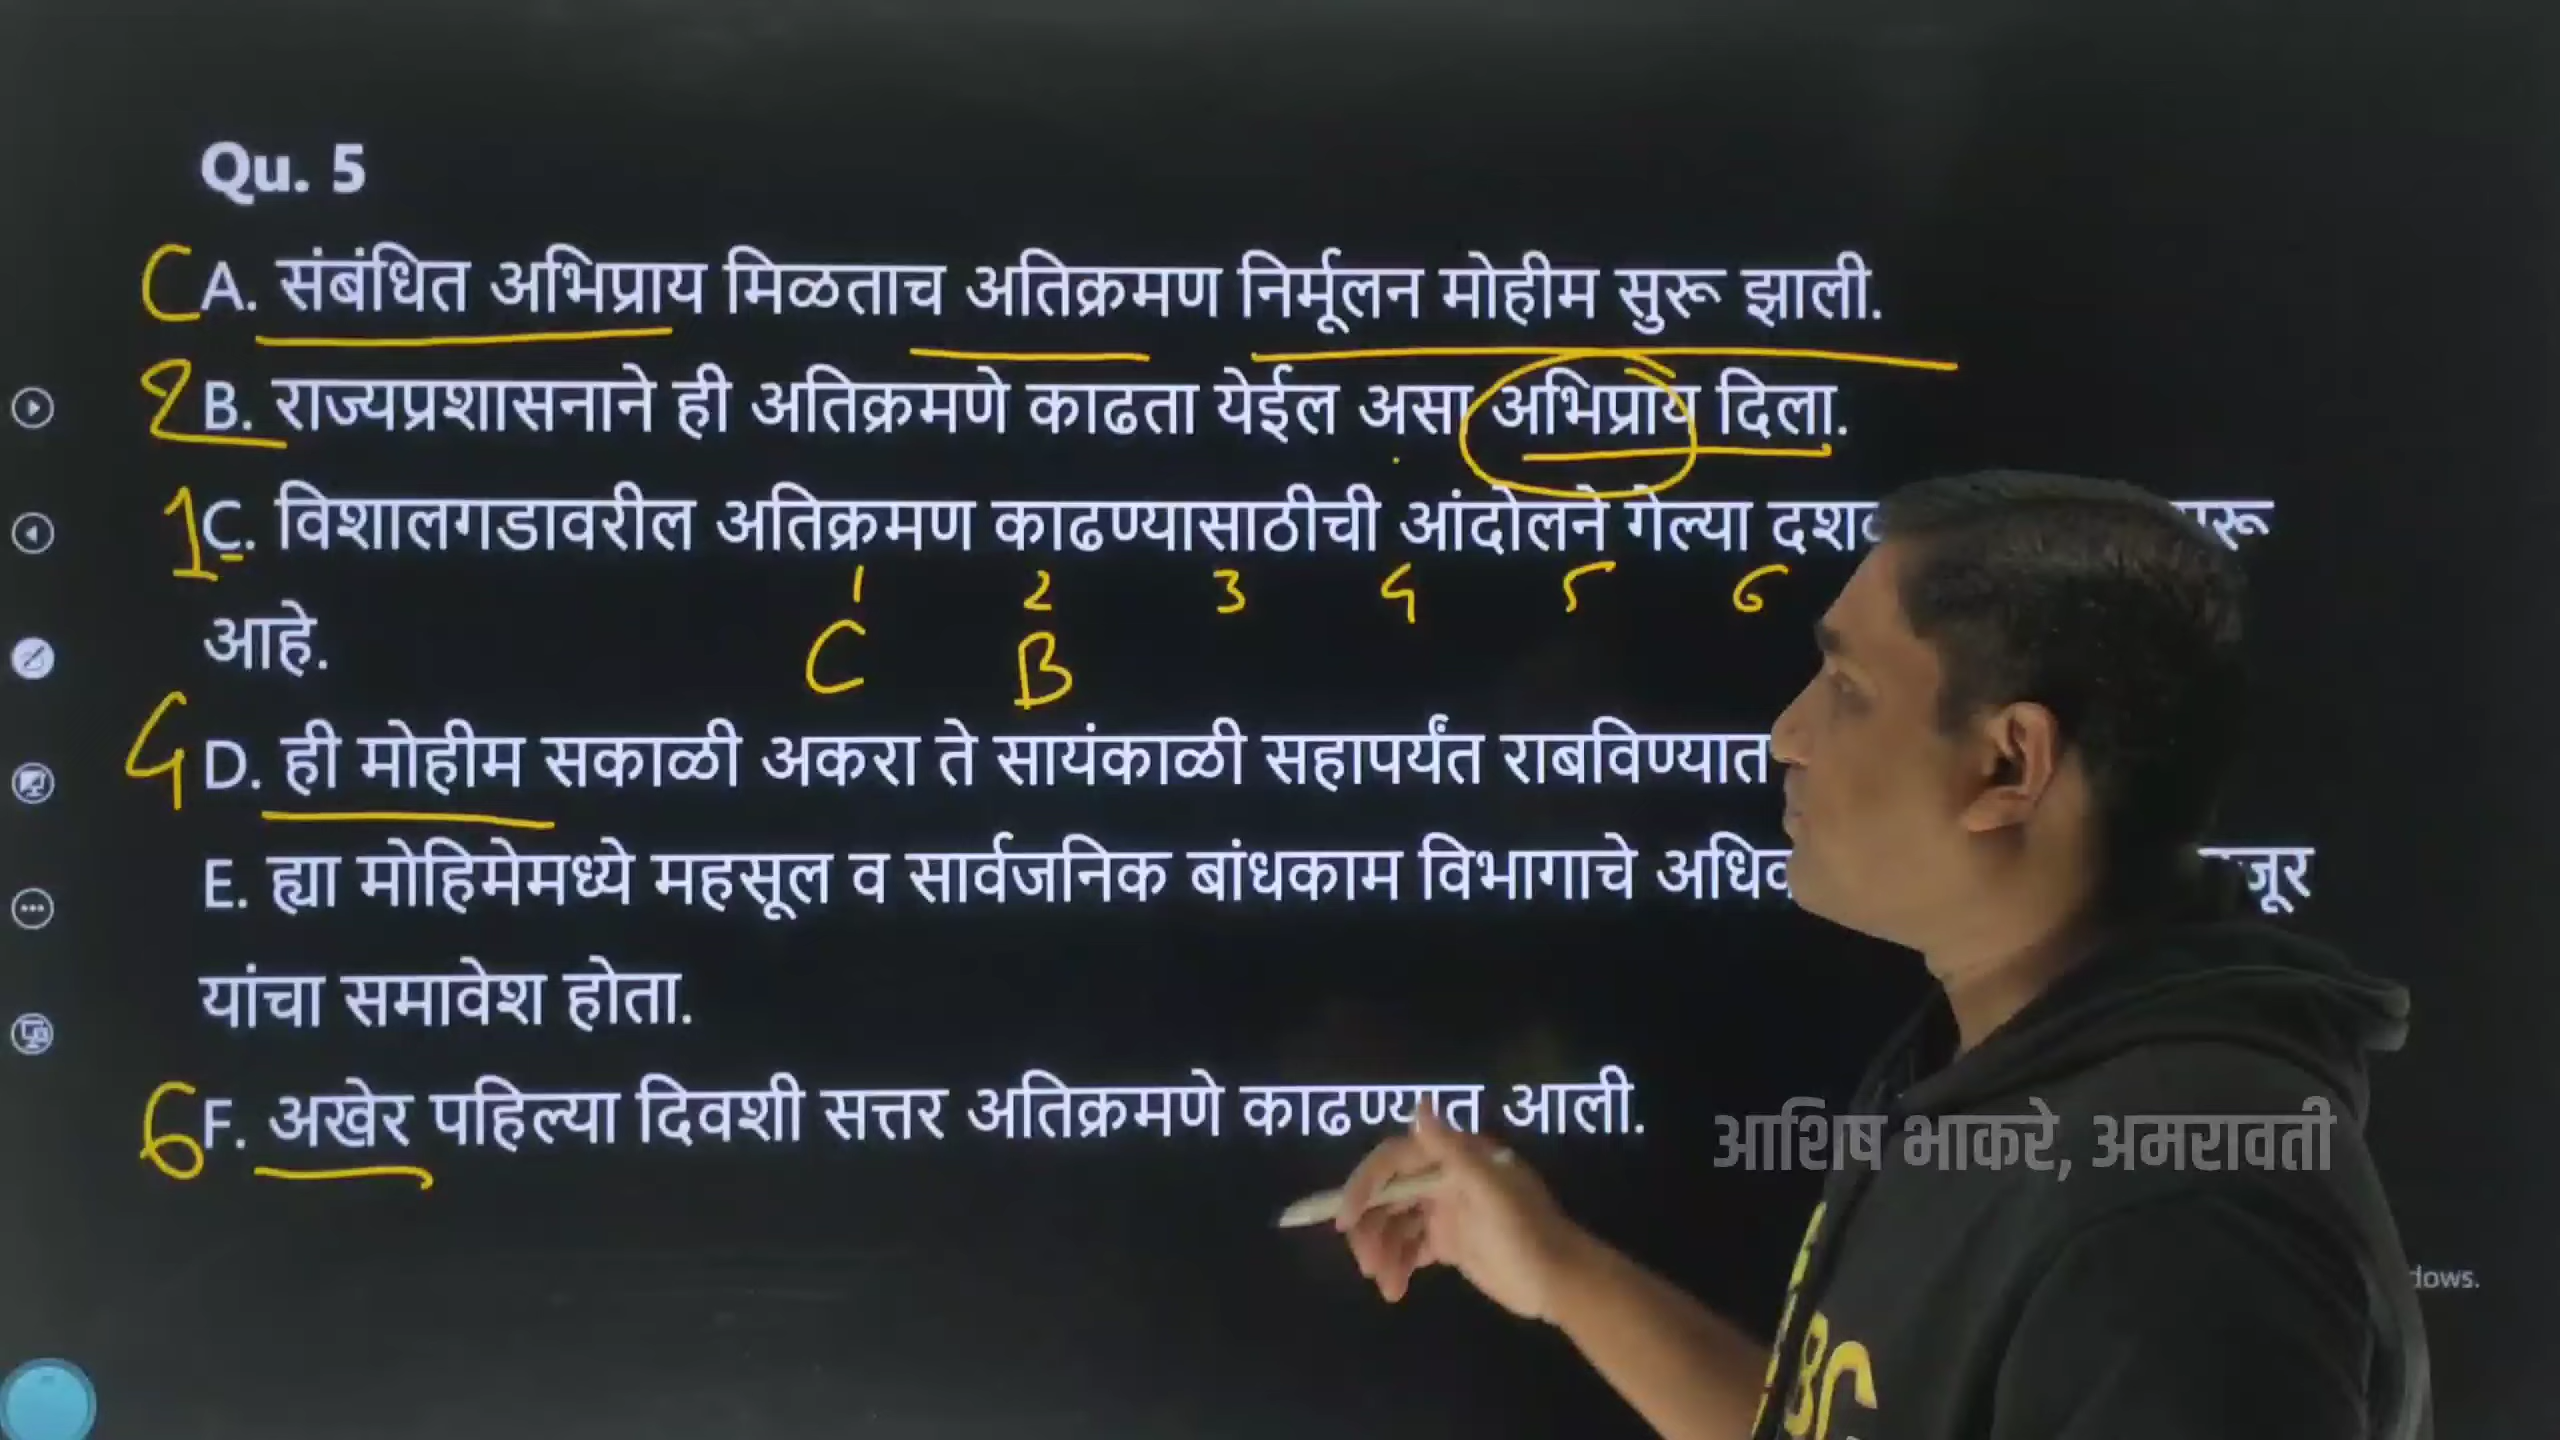 Qu. 5
C A. संबंधित अभिप्राय मिळताच अतिक्रमण निर्मूलन मोहीम सुरू झाली.
2 B. राज्यप्रशासनाने ही अतिक्रमणे काढता येईल असा अभिप्राय दिला.
1 C. विशालगडावरील अतिक्रमण काढण्यासाठीची आंदोलने गेल्या
1 2 3 4 5 6
आहे.
C B
4 D. ही मोहीम सकाळी अकरा ते सायंकाळी सहापर्यंत राबविण्यात
E. ह्या मोहिमेमध्ये महसूल व सार्वजनिक बांधकाम विभागाचे
यांचा समावेश होता.
6 F. अखेर पहिल्या दिवशी सत्तर अतिक्रमणे काढण्यात आली.
आशिष भाकरे, अमरावती